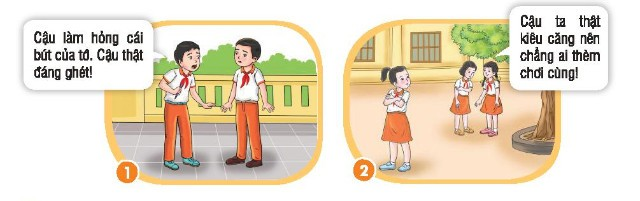 Cậu làm hỏng cái
bút của tớ. Cậu thật
đáng ghét!
1
Cậu ta thật
kiêu căng nên
chẳng ai thèm
chơi cùng!
2